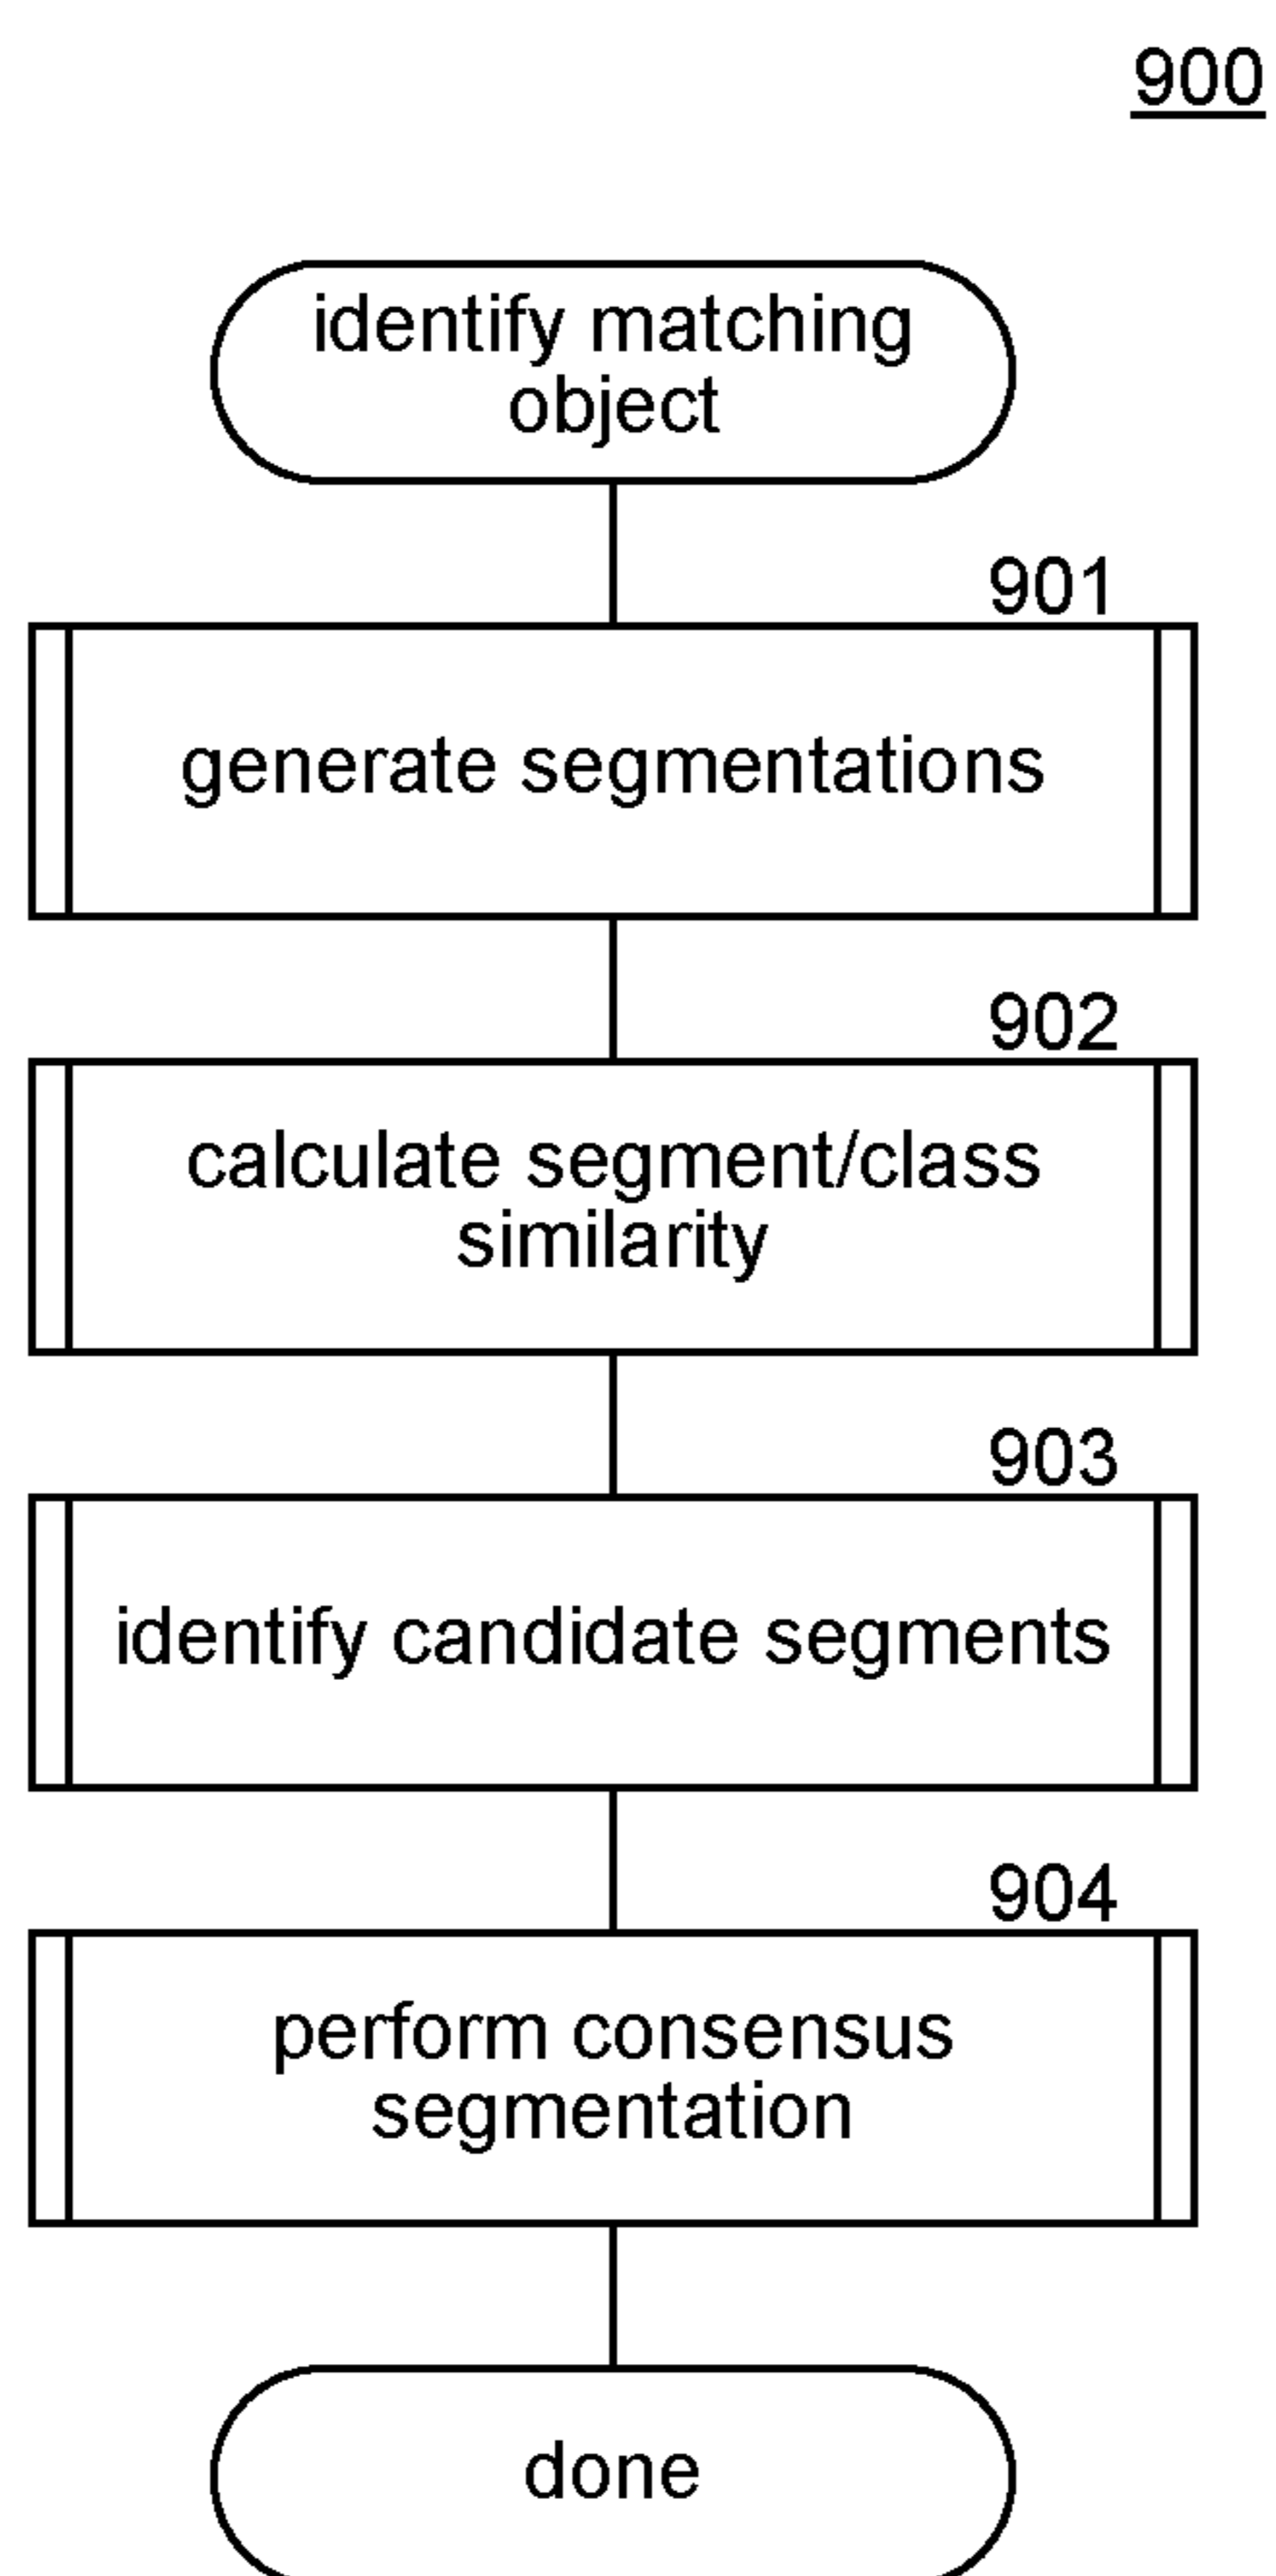 900
identify matching
object
901
generate segmentations
902
calculate segment/class
similarity
903
identify candidate segments
904
perform consensus
segmentation
done